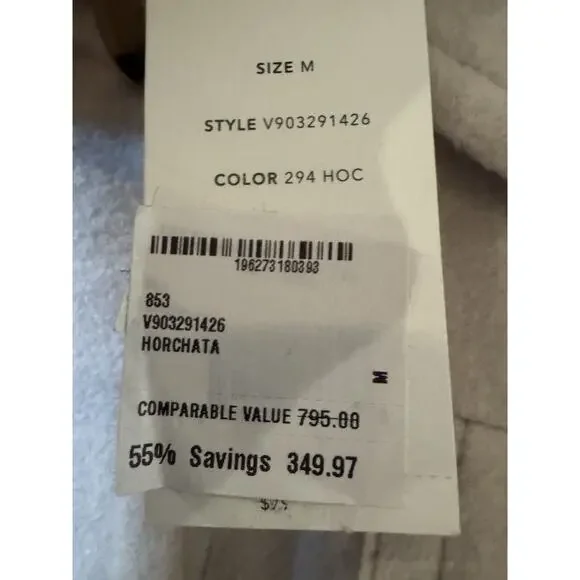 SIZE M
STYLE V903291426
COLOR 294 HOC
196273180393
853
V903291426
HORCHATA
M
COMPARABLE VALUE 795.00
55% Savings 349.97